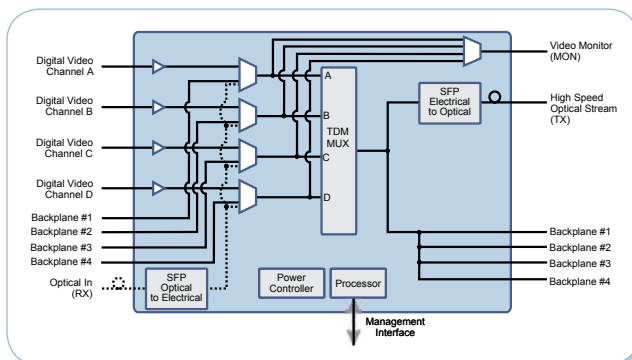 Digital Video
Channel A
Digital Video
Channel B
Digital Video
Channel C
Digital Video
Channel D
Backplane #1
Backplane #2
Backplane #3
Backplane #4
Optical In
(RX)
SFP
Optical
to Electrical
Power
Controller
Processor
Management
Interface
A
B
TDM
MUX
C
D
SFP
Electrical
to Optical
Video Monitor
(MON)
High Speed
Optical Stream
(TX)
Backplane #1
Backplane #2
Backplane #3
Backplane #4